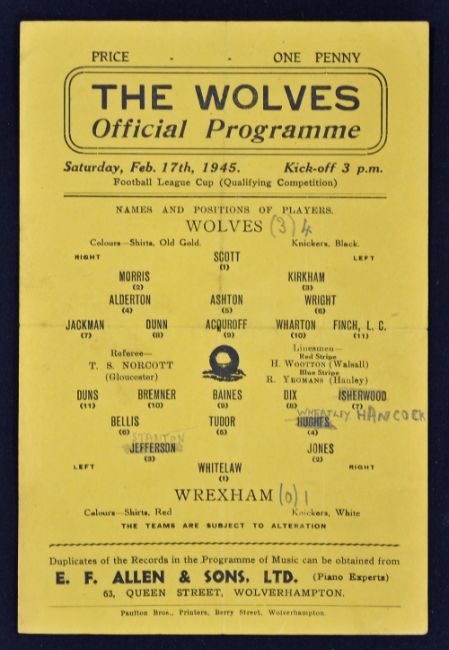 PRICE - - ONE PENNY
THE WOLVES
Official Programme
Saturday, Feb. 17th, 1945. Kick-off 3 p.m.
Football League Cup (Qualifying Competition)
NAMES AND POSITIONS OF PLAYERS.
WOLVES (3) 4
Colours—Shirts, Old Gold. Knickers, Black.
RIGHT SCOTT LEFT
(1)
MORRIS KIRKHAM
(2) (3)
ALDERTON ASHTON WRIGHT
(4) (5) (6)
JACKMAN DUNN ACQUROFF WHARTON FINCH, L. C.
(7) (8) (9) (10) (11)
Referee— Linesmen—
Red Stripe
T. S. NORCOTT H. WOOTTON (Walsall)
Blue Stripe
(Gloucester) R. YEOMANS (Hanley)
DUNS BREMNER BAINES DIX ISHERWOOD
(11) (10) (9) (8) (7)
WHEATLEY HANCOCK
BELLIS TUDOR HUGHES
(6) (5) (4)
STANTON
JEFFERSON JONES
(3) (2)
LEFT WHITELAW RIGHT
(1)
WREXHAM (0) 1
Colours—Shirts, Red Knickers, White
THE TEAMS ARE SUBJECT TO ALTERATION
Duplicates of the Records in the Programme of Music can be obtained from
E. F. ALLEN & SONS, LTD. (Piano Experts)
63, QUEEN STREET, WOLVERHAMPTON.
Paulton Bros., Printers, Berry Street, Wolverhampton.